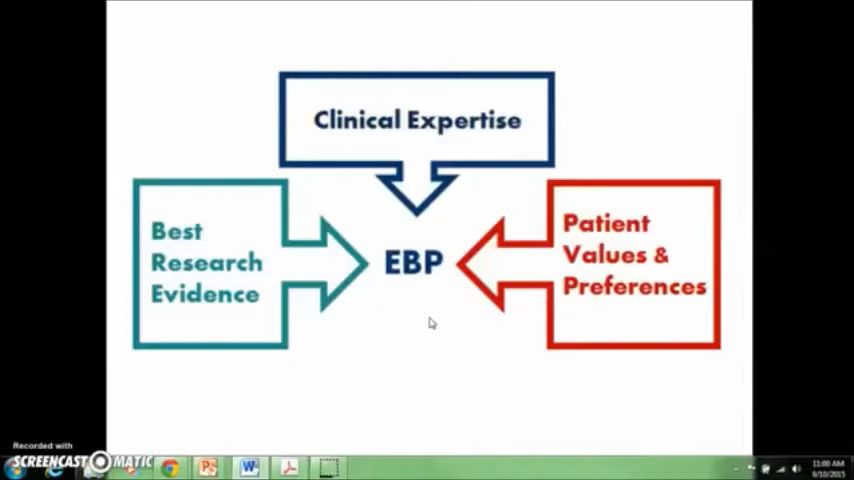 Clinical Expertise
Best
Research
Evidence
EBP
Patient
Values &
Preferences
Recorded with
SCREENCAST MATIC
11:00 AM
9/10/2015